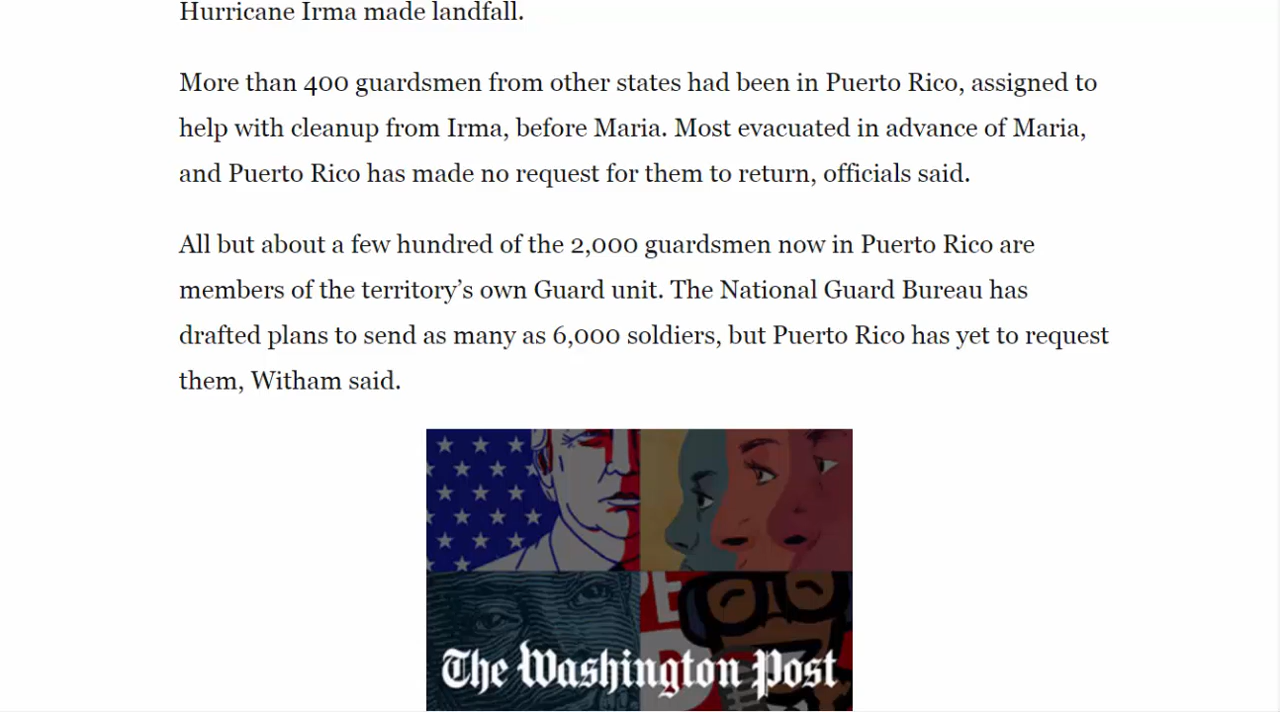 Hurricane Irma made landfall.
More than 400 guardsmen from other states had been in Puerto Rico, assigned to
help with cleanup from Irma, before Maria. Most evacuated in advance of Maria,
and Puerto Rico has made no request for them to return, officials said.
All but about a few hundred of the 2,000 guardsmen now in Puerto Rico are
members of the territory’s own Guard unit. The National Guard Bureau has
drafted plans to send as many as 6,000 soldiers, but Puerto Rico has yet to request
them, Witham said.
The Washington Post